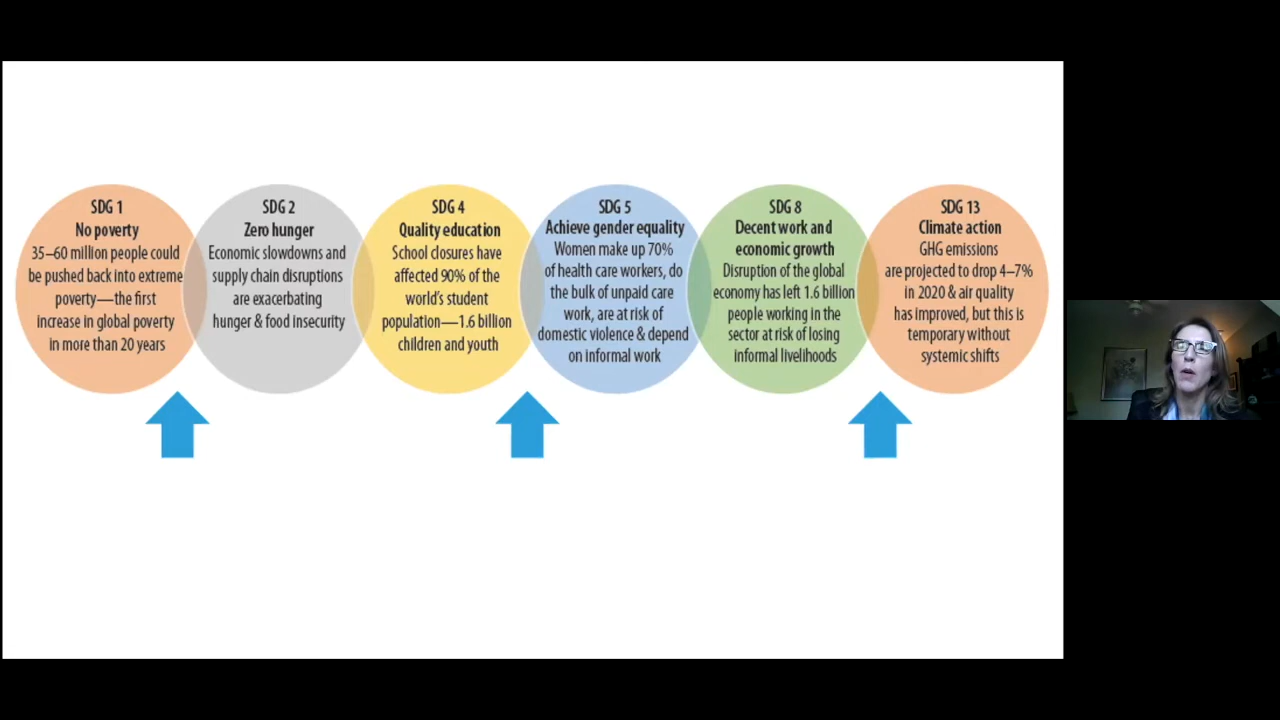 SDG 1
No poverty
35–60 million people could
be pushed back into extreme
poverty—the first
increase in global poverty
in more than 20 years
SDG 2
Zero hunger
Economic slowdowns and
supply chain disruptions
are exacerbating
hunger & food insecurity
SDG 4
Quality education
School closures have
affected 90% of the
world's student
population—1.6 billion
children and youth
SDG 5
Achieve gender equality
Women make up 70%
of health care workers, do
the bulk of unpaid care
work, are at risk of
domestic violence & depend
on informal work
SDG 8
Decent work and
economic growth
Disruption of the global
economy has left 1.6 billion
people working in the
sector at risk of losing
informal livelihoods
SDG 13
Climate action
GHG emissions
are projected to drop 4–7%
in 2020 & air quality
has improved, but this is
temporary without
systemic shifts